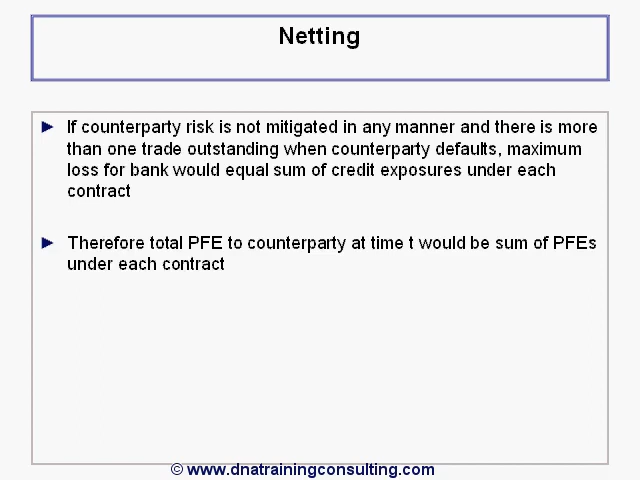 Netting
► If counterparty risk is not mitigated in any manner and there is more
than one trade outstanding when counterparty defaults, maximum
loss for bank would equal sum of credit exposures under each
contract
► Therefore total PFE to counterparty at time t would be sum of PFEs
under each contract
© www.dnatrainingconsulting.com